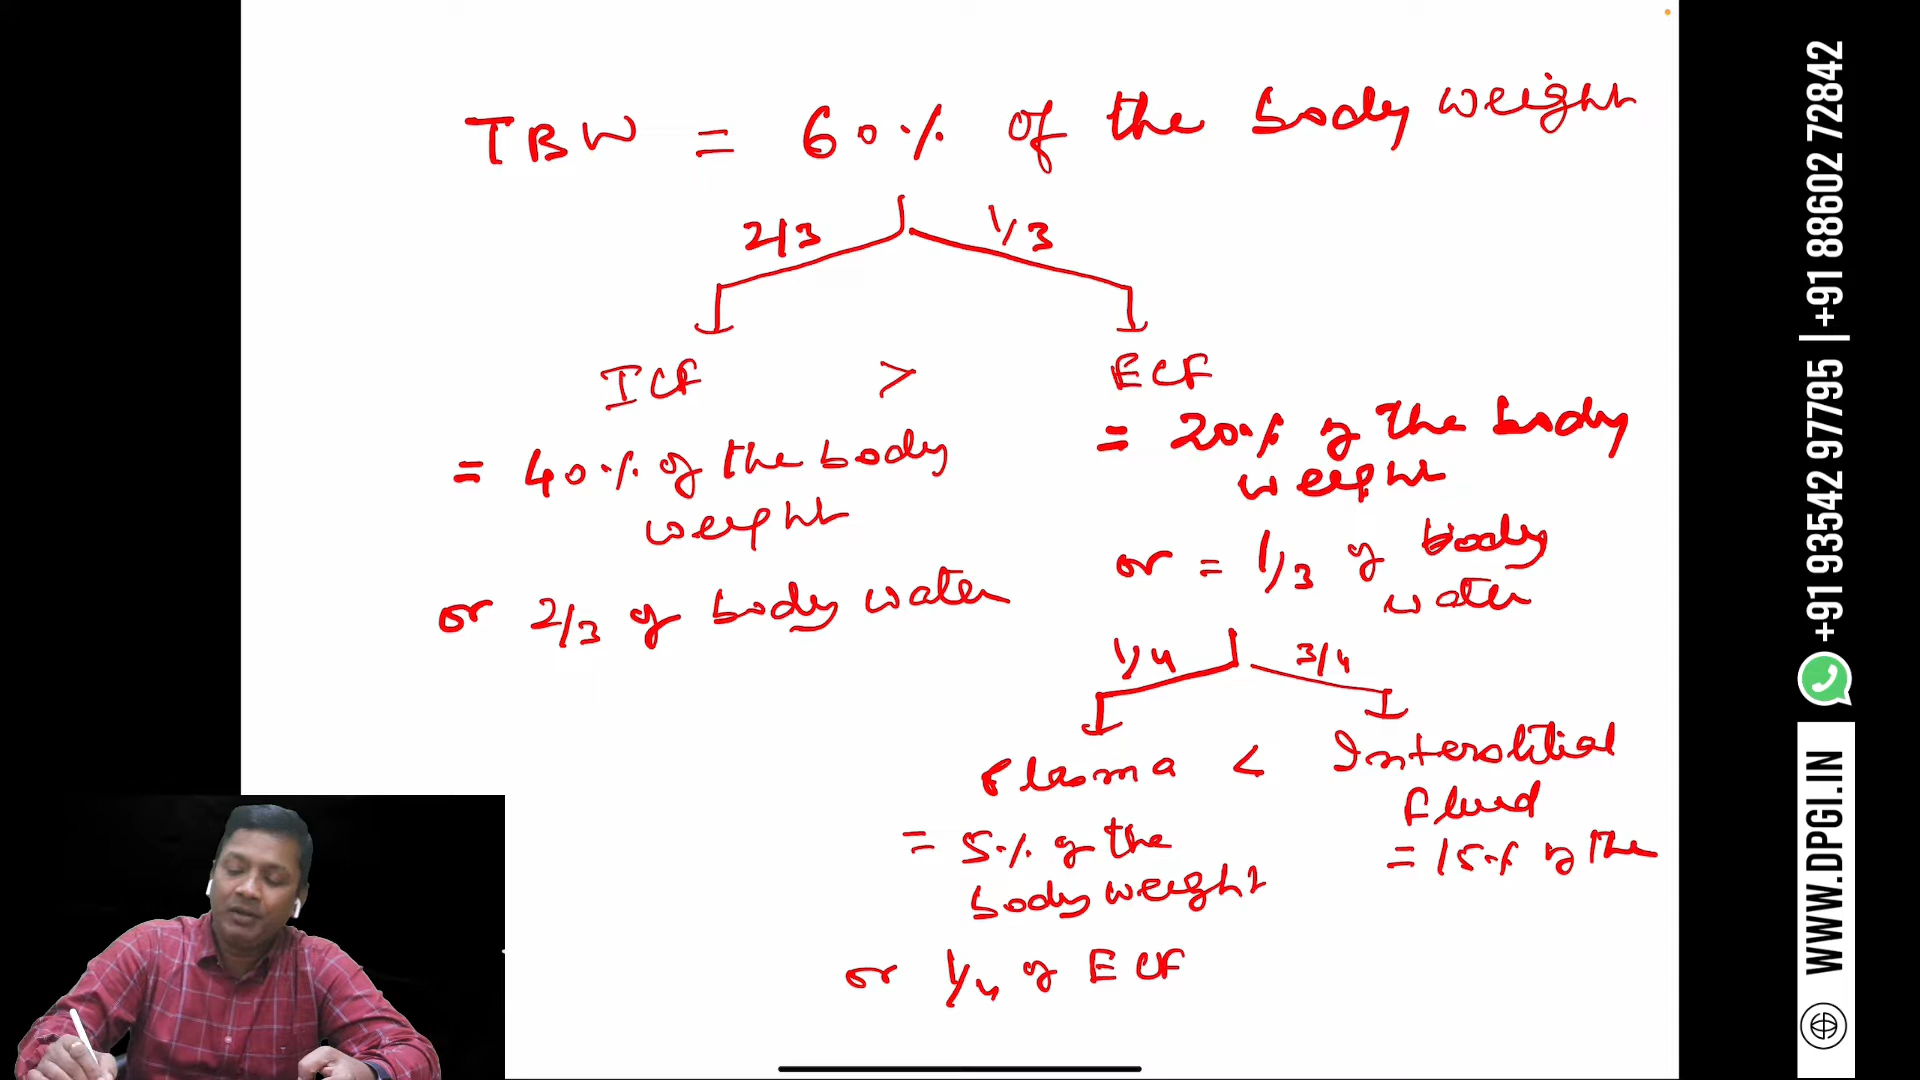 TBW = 60% of the body weight
2/3 1/3
ICF > ECF
= 40% of the body weight
= 20% of the body weight
or 2/3 of body water
or = 1/3 of body water
1/4 3/4
Plasma < Interstitial fluid
= 5% of the body weight
= 15% of the
or 1/4 of ECF
WWW.DPGI.IN
+91 93542 97795 | +91 88602 72842